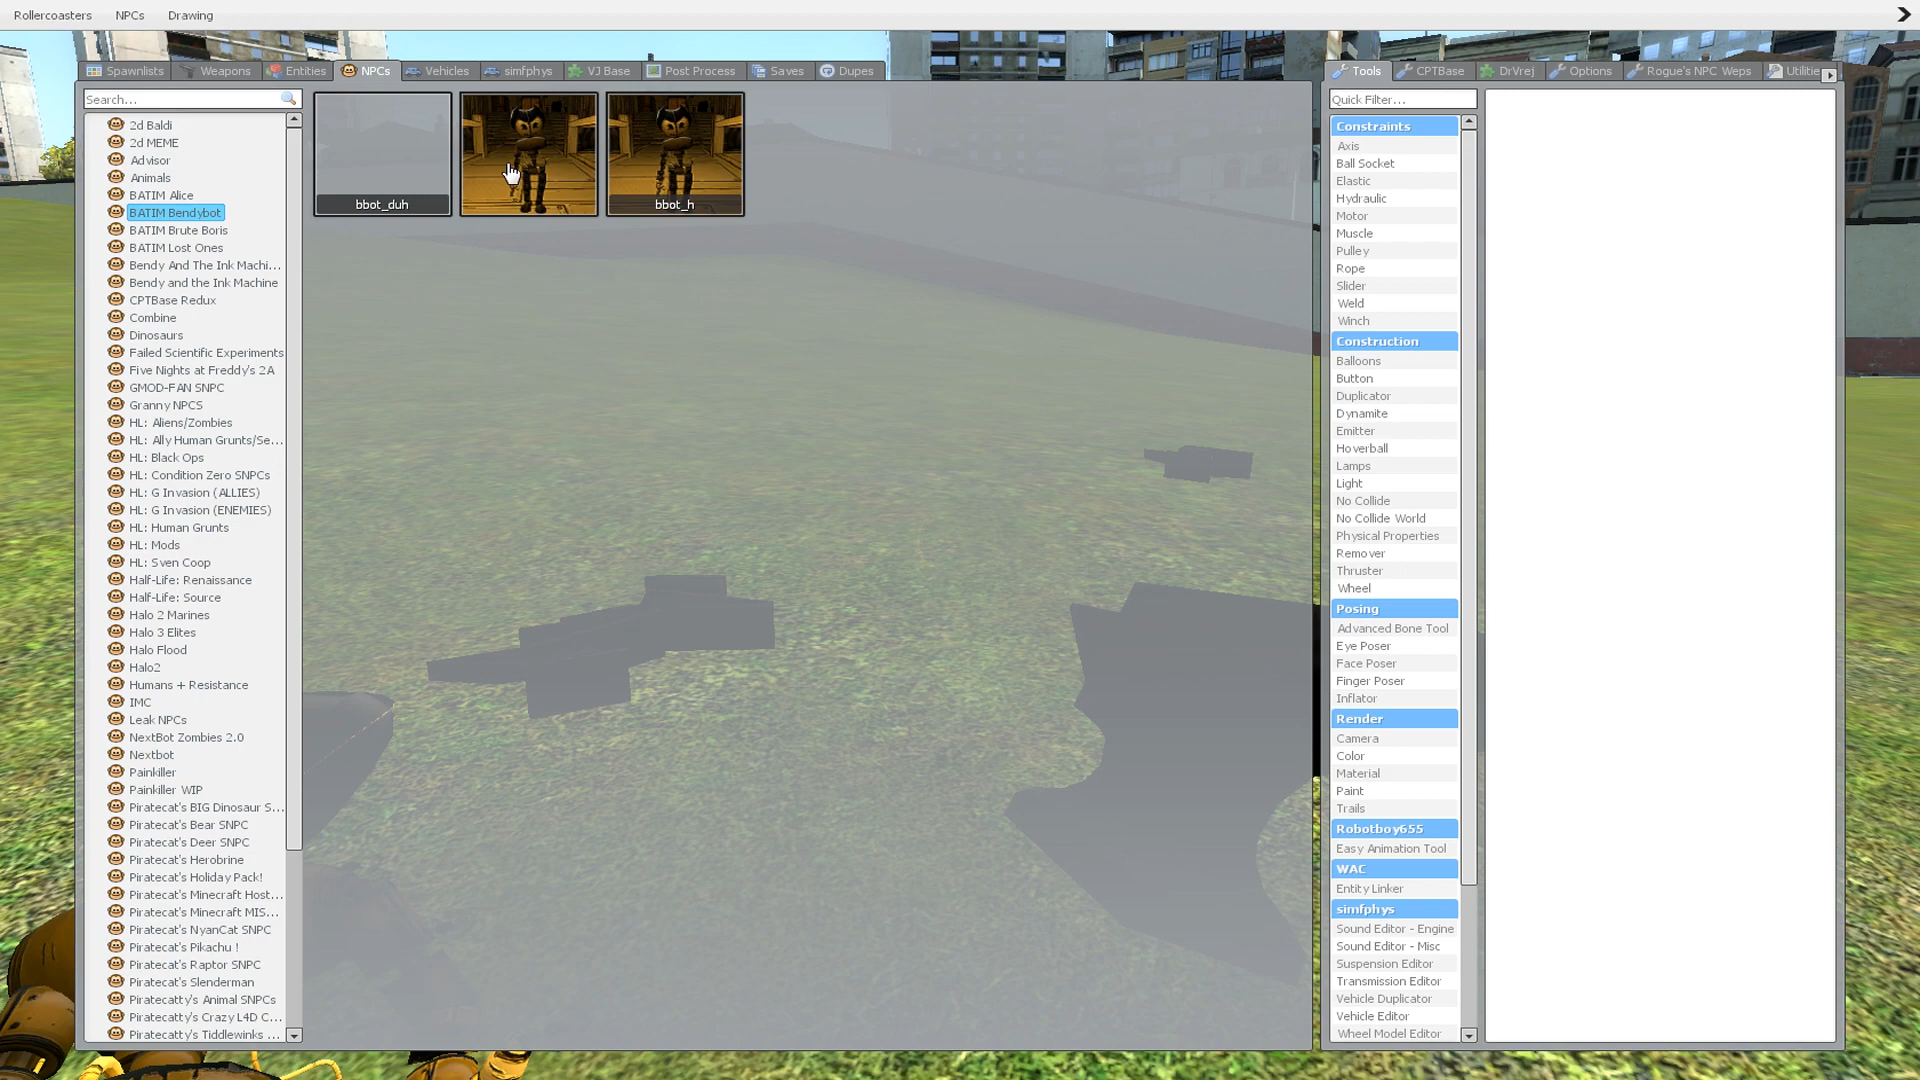 Rollercoasters NPCs Drawing
Spawnlists Weapons Entities NPCs Vehicles simfphys VJ Base Post Process Saves Dupes
Search...
2d Baldi
2d MEME
Advisor
Animals
BATIM Alice
BATIM Bendybot
BATIM Brute Boris
BATIM Lost Ones
Bendy And The Ink Machi...
Bendy and the Ink Machine
CPTBase Redux
Combine
Dinosaurs
Failed Scientific Experiments
Five Nights at Freddy's 2A
GMOD-FAN SNPC
Granny NPCS
HL: Aliens/Zombies
HL: Ally Human Grunts/Se...
HL: Black Ops
HL: Condition Zero SNPCs
HL: G Invasion (ALLIES)
HL: G Invasion (ENEMIES)
HL: Human Grunts
HL: Mods
HL: Sven Coop
Half-Life: Renaissance
Half-Life: Source
Halo 2 Marines
Halo 3 Elites
Halo Flood
Halo2
Humans + Resistance
IMC
Leak NPCs
NextBot Zombies 2.0
Nextbot
Painkiller
Painkiller WIP
Piratecat's BIG Dinosaur S...
Piratecat's Bear SNPC
Piratecat's Deer SNPC
Piratecat's Herobrine
Piratecat's Holiday Pack!
Piratecat's Minecraft Host...
Piratecat's Minecraft MIS...
Piratecat's NyanCat SNPC
Piratecat's Pikachu !
Piratecat's Raptor SNPC
Piratecat's Slenderman
Piratecatty's Animal SNPCs
Piratecatty's Crazy L4D C...
Piratecatty's Tiddlewinks ...
bbot_duh
bbot_h
Tools CPTBase DrVrej Options Rogue's NPC Weps Utilitie
Quick Filter...
Constraints
Axis
Ball Socket
Elastic
Hydraulic
Motor
Muscle
Pulley
Rope
Slider
Weld
Winch
Construction
Balloons
Button
Duplicator
Dynamite
Emitter
Hoverball
Lamps
Light
No Collide
No Collide World
Physical Properties
Remover
Thruster
Wheel
Posing
Advanced Bone Tool
Eye Poser
Face Poser
Finger Poser
Inflator
Render
Camera
Color
Material
Paint
Trails
Robotboy655
Easy Animation Tool
WAC
Entity Linker
simfphys
Sound Editor - Engine
Sound Editor - Misc
Suspension Editor
Transmission Editor
Vehicle Duplicator
Vehicle Editor
Wheel Model Editor